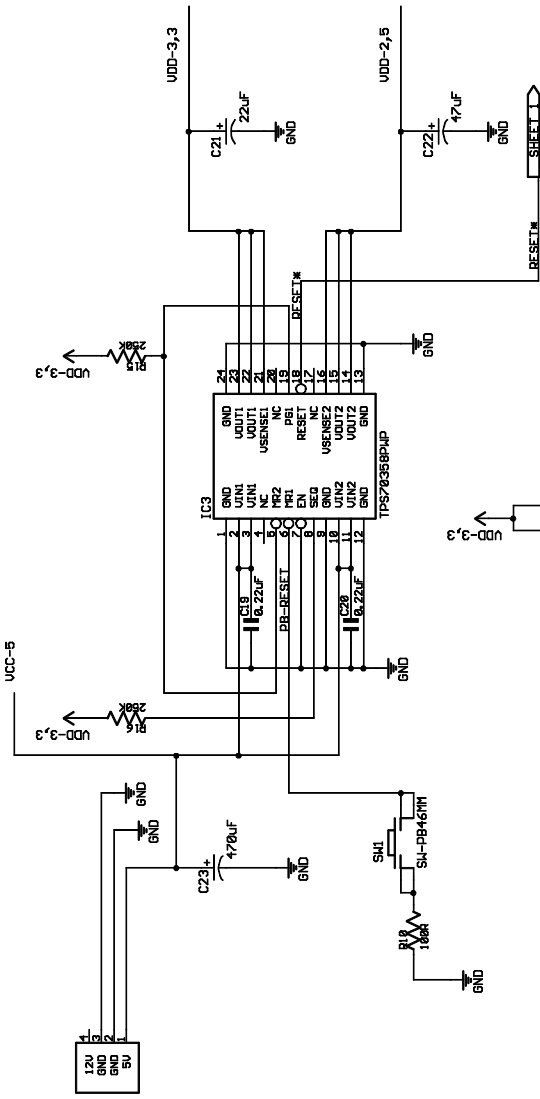 VDD-3,3
VDD-2,5
C21
+
22uF
GND
C22
+
47uF
GND
SHEET 1
RESET*
RESET*
VDD-3,3
R15
250K
GND
24
23
22
21
20
19
18
17
16
15
14
13
GND
VOUT1
VOUT1
VSENSE1
NC
PG1
RESET
NC
VSENSE2
VOUT2
VOUT2
GND
IC3
TPS70358PWP
GND
VIN1
VIN1
NC
MR2
MR1
EN
SEQ
GND
VIN2
VIN2
GND
1
2
3
4
5
6
7
8
9
10
11
12
VDD-3,3
C19
0.22uF
PB-RESET
C20
0.22uF
GND
VCC-5
VDD-3,3
R16
250K
GND
GND
C23
+
470uF
GND
SW1
SW-PB46MM
R10
100R
GND
4
3
2
1
12V
GND
GND
5V